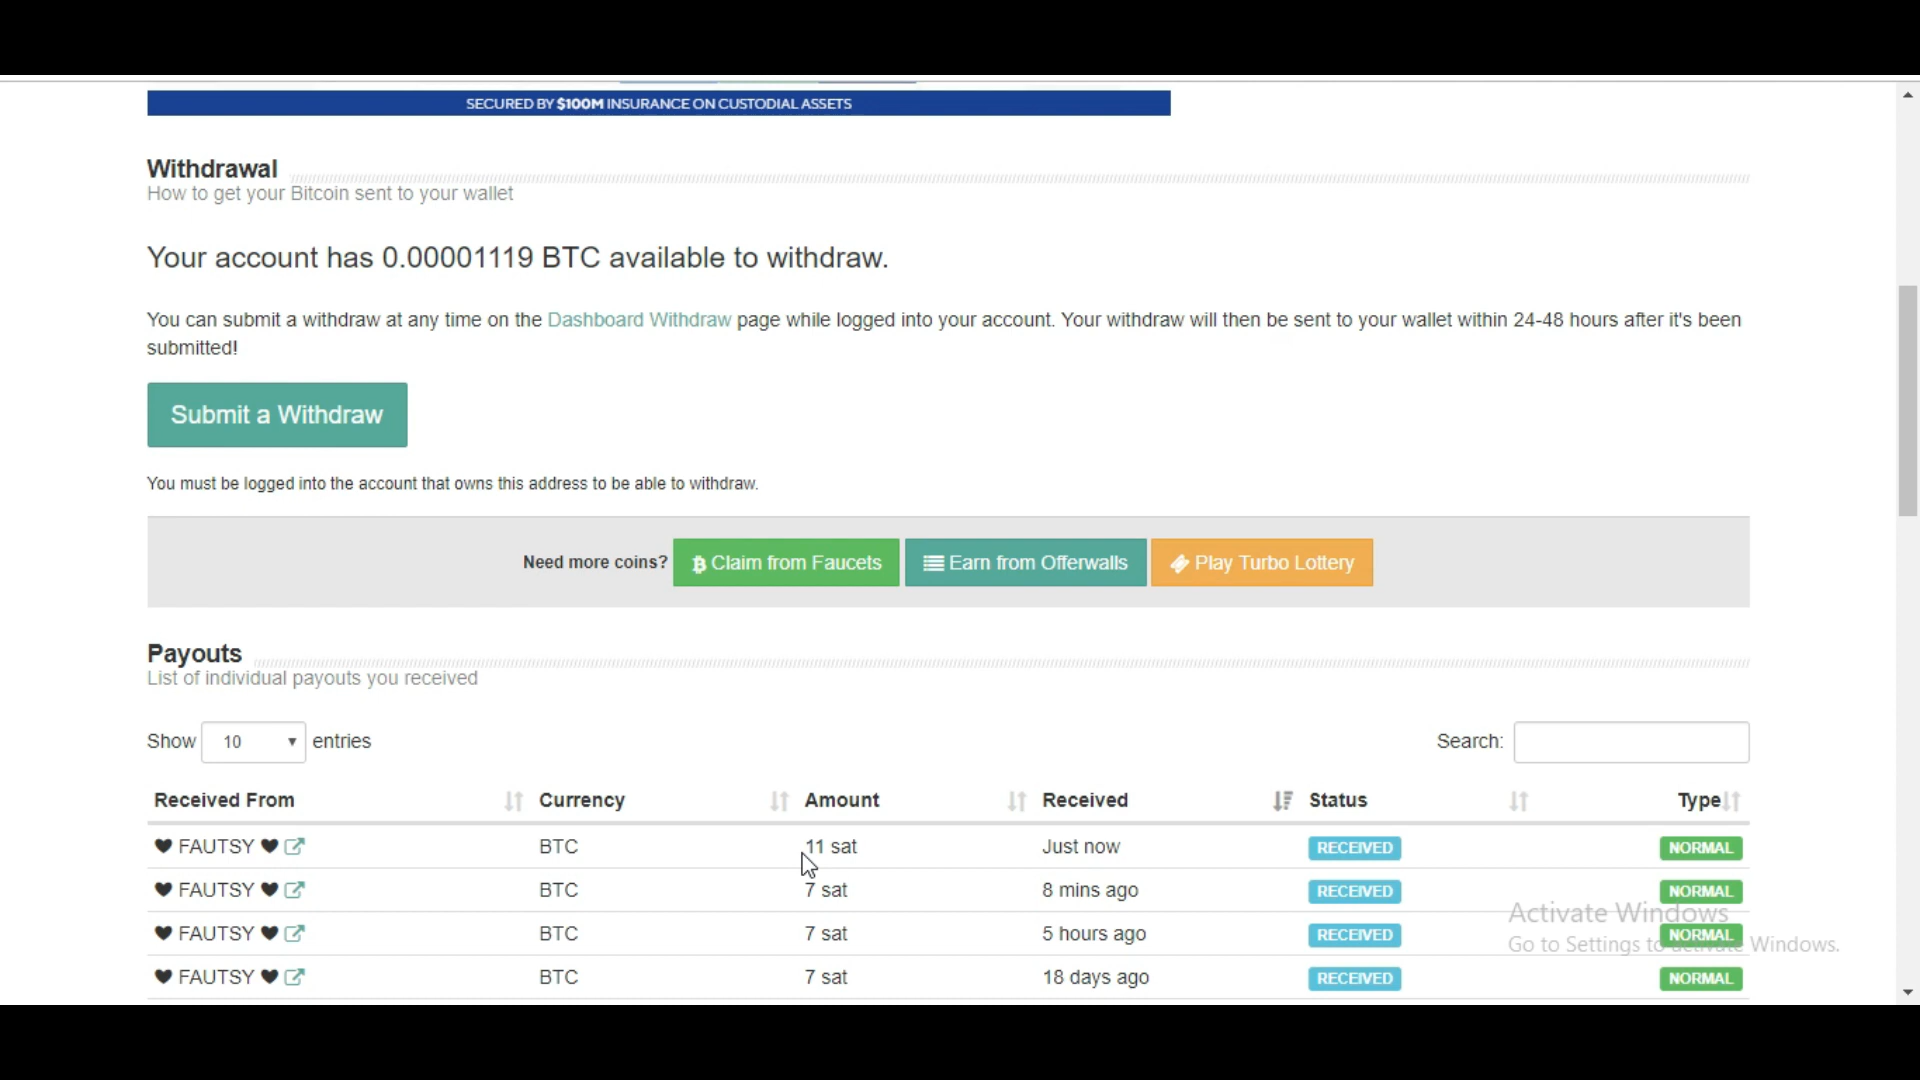 SECURED BY $100M INSURANCE ON CUSTODIAL ASSETS
Withdrawal
How to get your Bitcoin sent to your wallet
Your account has 0.00001119 BTC available to withdraw.
You can submit a withdraw at any time on the Dashboard Withdraw page while logged into your account. Your withdraw will then be sent to your wallet within 24-48 hours after it's been
submitted!
Submit a Withdraw
You must be logged into the account that owns this address to be able to withdraw.
Need more coins? Claim from Faucets Earn from Offerwalls Play Turbo Lottery
Payouts
List of individual payouts you received
Show 10 entries Search:
Received From Currency Amount Received Status Type
♥ FAUTSY ♥ BTC 11 sat Just now RECEIVED NORMAL
♥ FAUTSY ♥ BTC 7 sat 8 mins ago RECEIVED NORMAL
Activate Windows
♥ FAUTSY ♥ BTC 7 sat 5 hours ago RECEIVED NORMAL
Go to Settings to activate Windows.
♥ FAUTSY ♥ BTC 7 sat 18 days ago RECEIVED NORMAL